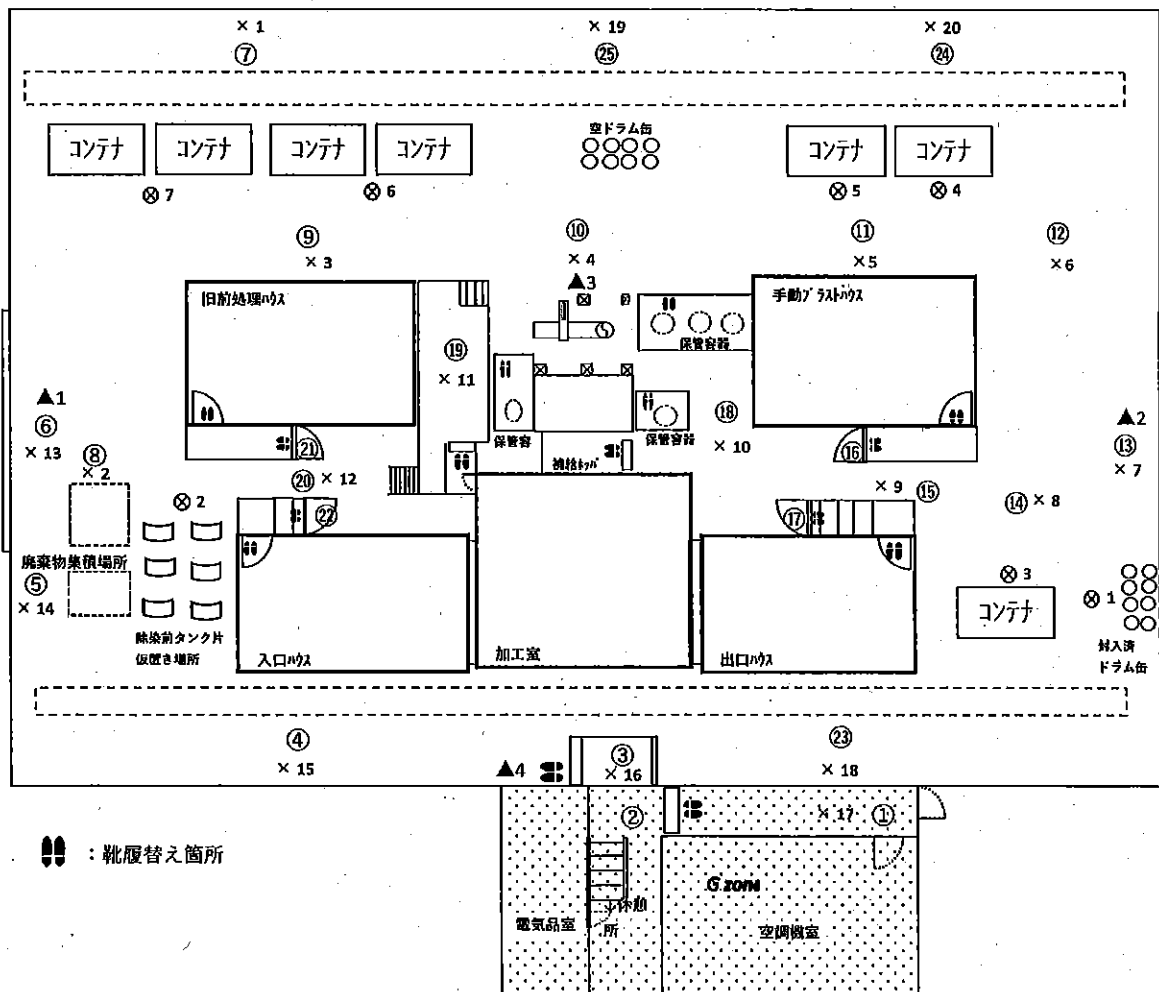 × 1 × 19 × 20
⑦ ㉕ ㉔
コンテナ コンテナ コンテナ コンテナ 空ドラム缶 コンテナ コンテナ
⊗ 7 ⊗ 6 ⊗ 5 ⊗ 4
⑨ ⑩ ⑪ ⑫
× 3 × 4 × 5 × 6
▲3
旧前処理ハウス 手動ブラストハウス
保管容器
⑲
× 11
▲1 ⑱ ▲2
⑥ 保管容 保管容器 ⑬
× 13 ⑧ ㉑ × 10 ⑯ × 7
× 2 補給ホッパ
⑳ × 12 × 9 ⑮
⊗ 2 ㉒ ⑰ ⑭ × 8
廃棄物集積場所
⑤ ⊗ 3 ⊗ 1
× 14 コンテナ
除染前タンク片
仮置き場所
入口ハウス 加工室 出口ハウス
封入済
ドラム缶
④ ③ ㉓
× 15 ▲4 × 16 × 18
② × 17 ①
:靴履替え箇所
G zone
休憩
所
電気品室 空調機室